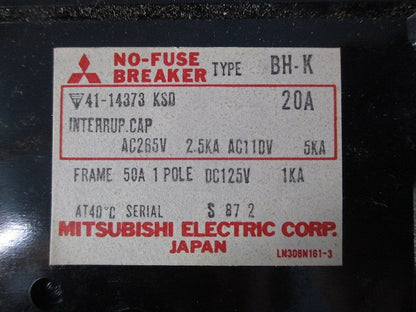 NO-FUSE
BREAKER TYPE BH-K
41-14373 KSD 20A
INTERRUP.CAP
AC265V 2.5KA AC110V 5KA
FRAME 50A 1 POLE DC125V 1KA
AT40°C SERIAL S 87 2
MITSUBISHI ELECTRIC CORP.
JAPAN
LN308N161-3